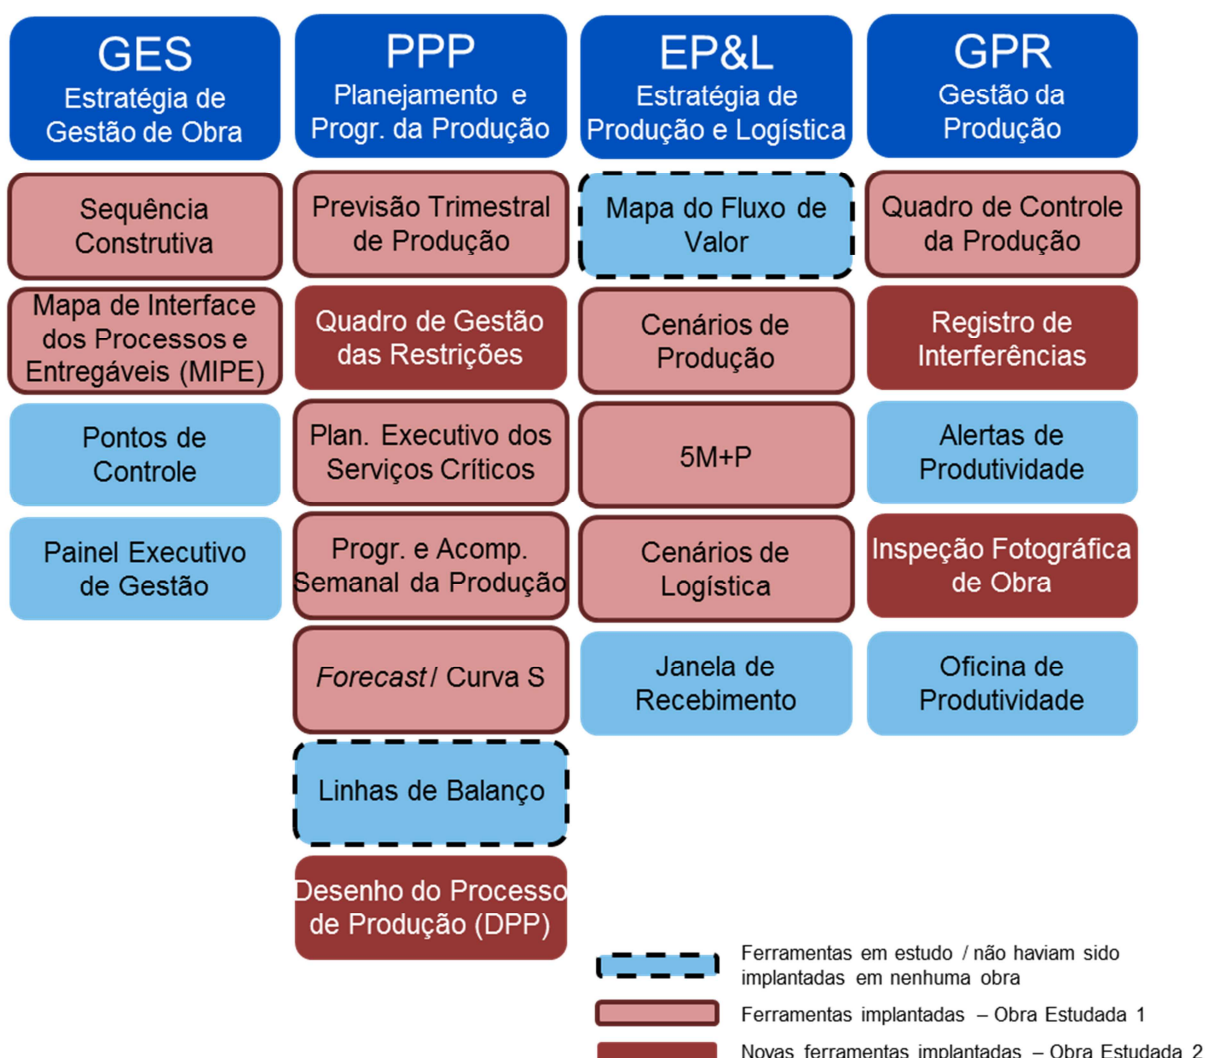 GES
Estratégia de
Gestão de Obra
Sequência
Construtiva
Mapa de Interface
dos Processos e
Entregáveis (MIPE)
Pontos de
Controle
Painel Executivo
de Gestão
PPP
Planejamento e
Progr. da Produção
Previsão Trimestral
de Produção
Quadro de Gestão
das Restrições
Plan. Executivo dos
Serviços Críticos
Progr. e Acomp.
Semanal da Produção
Forecast / Curva S
Linhas de Balanço
Desenho do Processo
de Produção (DPP)
EP&L
Estratégia de
Produção e Logística
Mapa do Fluxo de
Valor
Cenários de
Produção
5M+P
Cenários de
Logística
Janela de
Recebimento
GPR
Gestão da
Produção
Quadro de Controle
da Produção
Registro de
Interferências
Alertas de
Produtividade
Inspeção Fotográfica
de Obra
Oficina de
Produtividade
Ferramentas em estudo / não haviam sido
implantadas em nenhuma obra
Ferramentas implantadas – Obra Estudada 1
Novas ferramentas implantadas – Obra Estudada 2